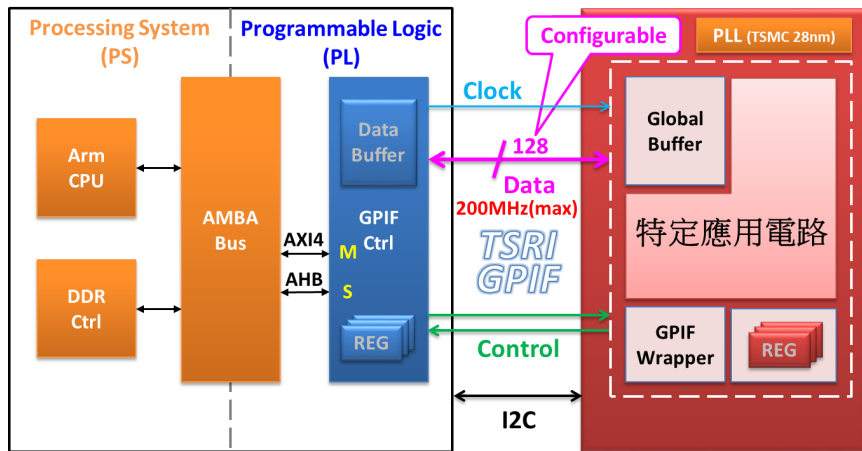 Processing System
(PS)
Programmable Logic
(PL)
Arm
CPU
DDR
Ctrl
AMBA
Bus
AXI4
AHB
Data
Buffer
GPIF
Ctrl
M
S
REG
Configurable
Clock
128
Data
200MHz(max)
TSRI
GPIF
Control
I2C
PLL (TSMC 28nm)
Global
Buffer
特定應用電路
GPIF
Wrapper
REG